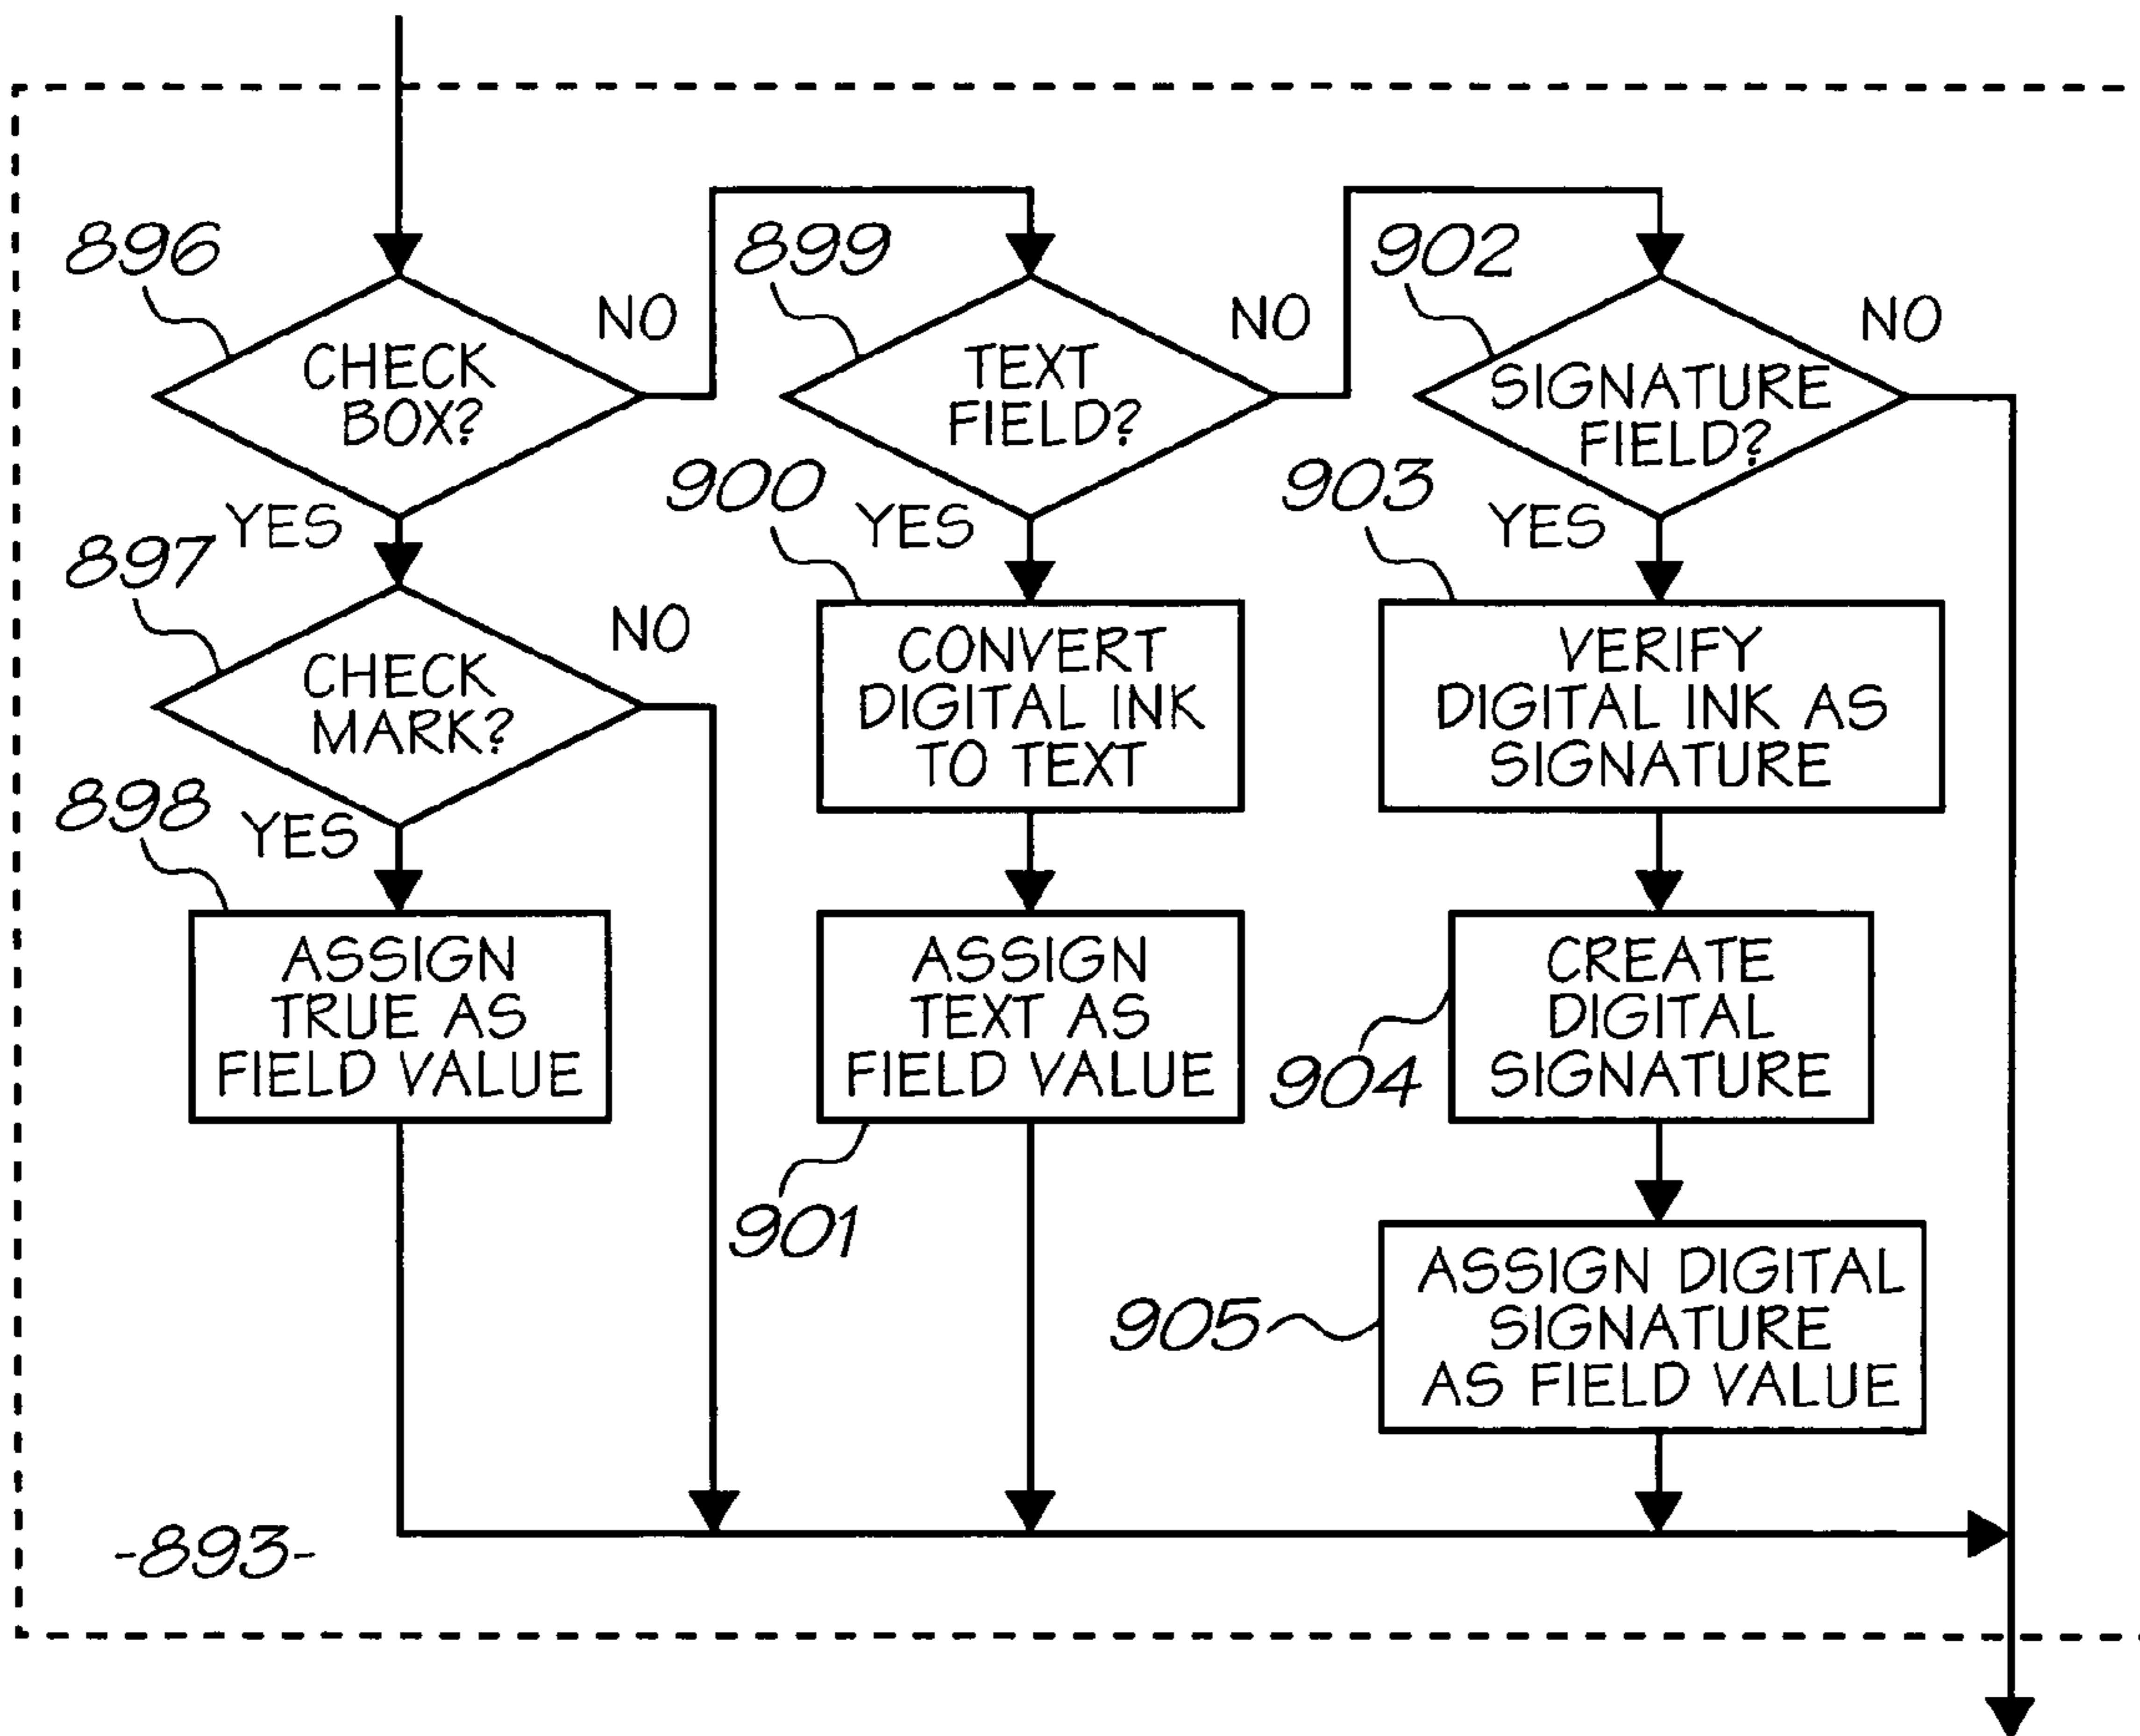 896
CHECK
BOX?
NO
YES
897
CHECK
MARK?
NO
YES
898
ASSIGN
TRUE AS
FIELD VALUE
899
TEXT
FIELD?
NO
YES
900
CONVERT
DIGITAL INK
TO TEXT
ASSIGN
TEXT AS
FIELD VALUE
901
902
SIGNATURE
FIELD?
NO
YES
903
VERIFY
DIGITAL INK AS
SIGNATURE
CREATE
DIGITAL
SIGNATURE
904
ASSIGN DIGITAL
SIGNATURE
AS FIELD VALUE
905
-893-